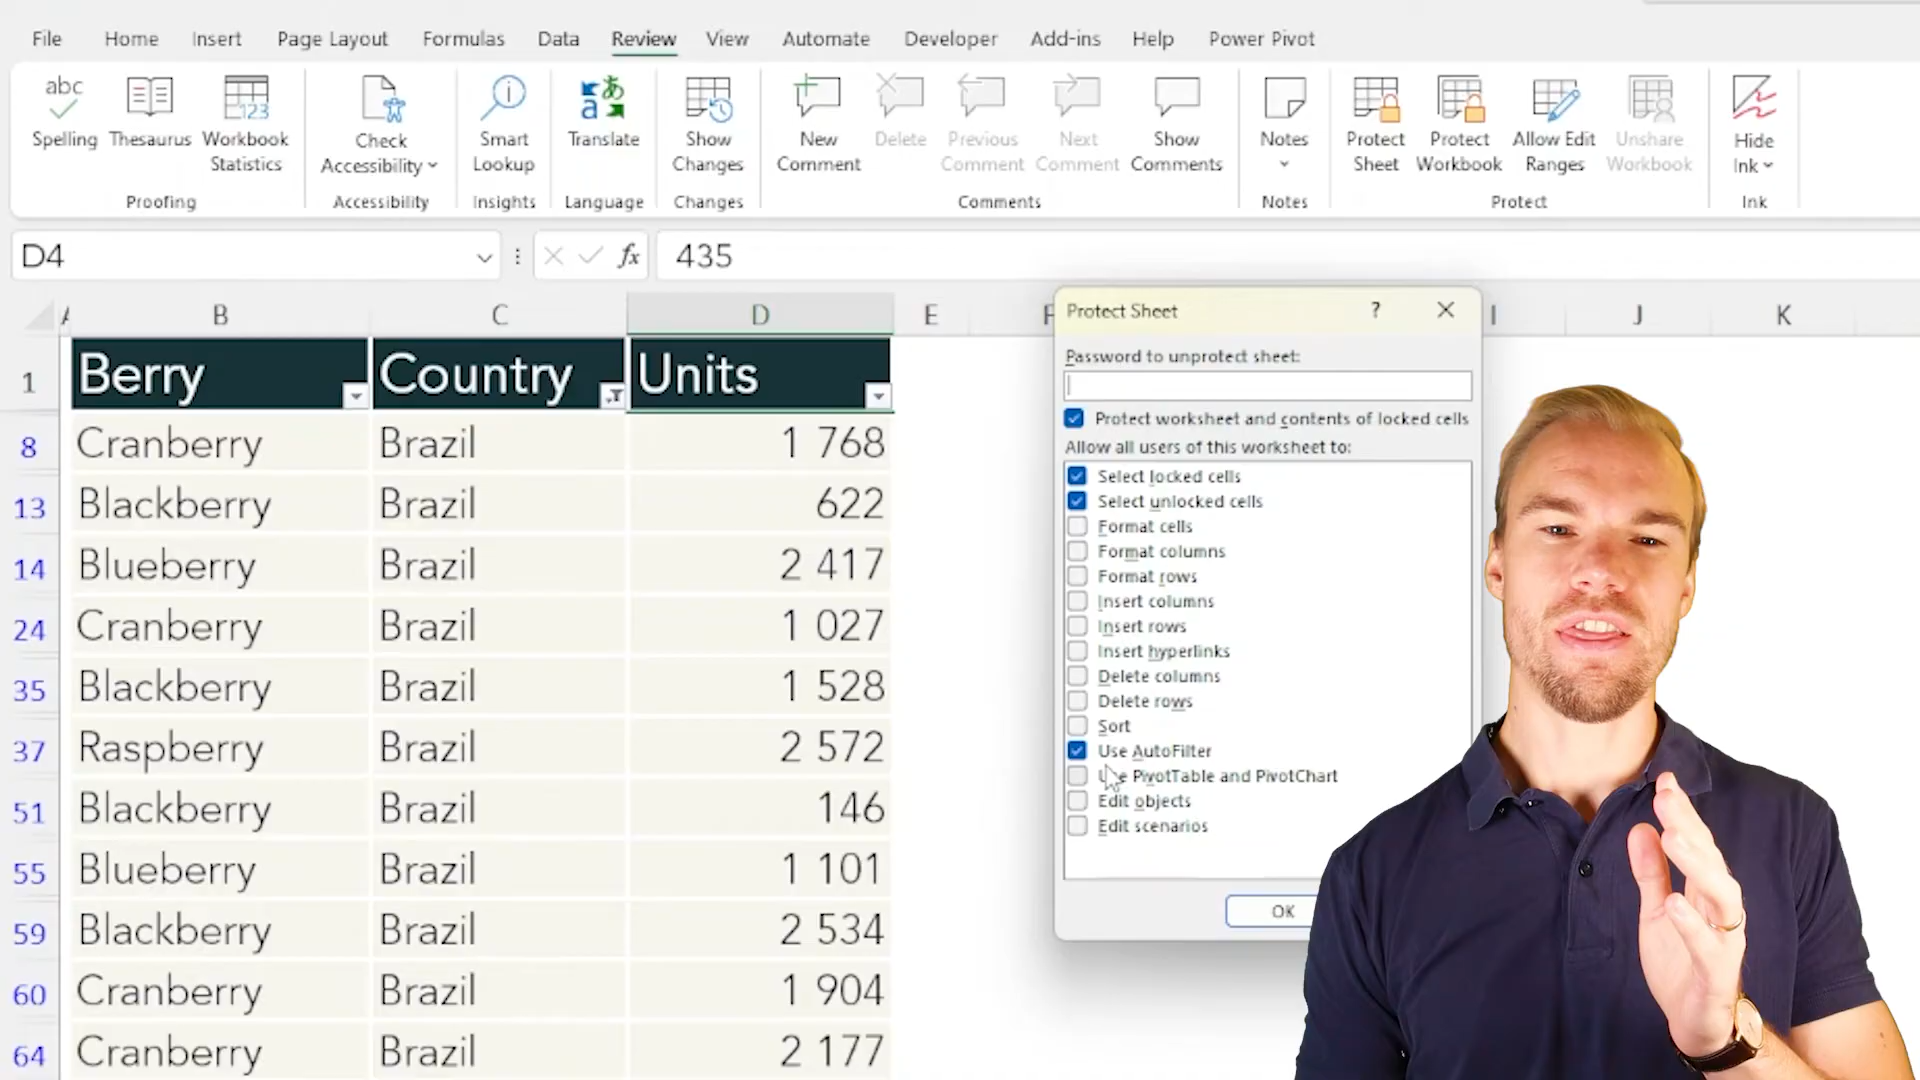 File Home Insert Page Layout Formulas Data Review View Automate Developer Add-ins Help Power Pivot
abc
Spelling
Thesaurus
123
Workbook Statistics
Proofing
Check Accessibility
Accessibility
Smart Lookup
Insights
a あ
Translate
Language
Show Changes
Changes
New Comment
Delete
Previous Comment
Next Comment
Show Comments
Comments
Notes
Notes
Protect Sheet
Protect Workbook
Allow Edit Ranges
Unshare Workbook
Protect
Hide Ink
Ink
D4 fx 435
B C D E F I J K
1 Berry Country Units
8 Cranberry Brazil 1 768
13 Blackberry Brazil 622
14 Blueberry Brazil 2 417
24 Cranberry Brazil 1 027
35 Blackberry Brazil 1 528
37 Raspberry Brazil 2 572
51 Blackberry Brazil 146
55 Blueberry Brazil 1 101
59 Blackberry Brazil 2 534
60 Cranberry Brazil 1 904
64 Cranberry Brazil 2 177
Protect Sheet ?
Password to unprotect sheet:
Protect worksheet and contents of locked cells
Allow all users of this worksheet to:
Select locked cells
Select unlocked cells
Format cells
Format columns
Format rows
Insert columns
Insert rows
Insert hyperlinks
Delete columns
Delete rows
Sort
Use AutoFilter
Use PivotTable and PivotChart
Edit objects
Edit scenarios
OK